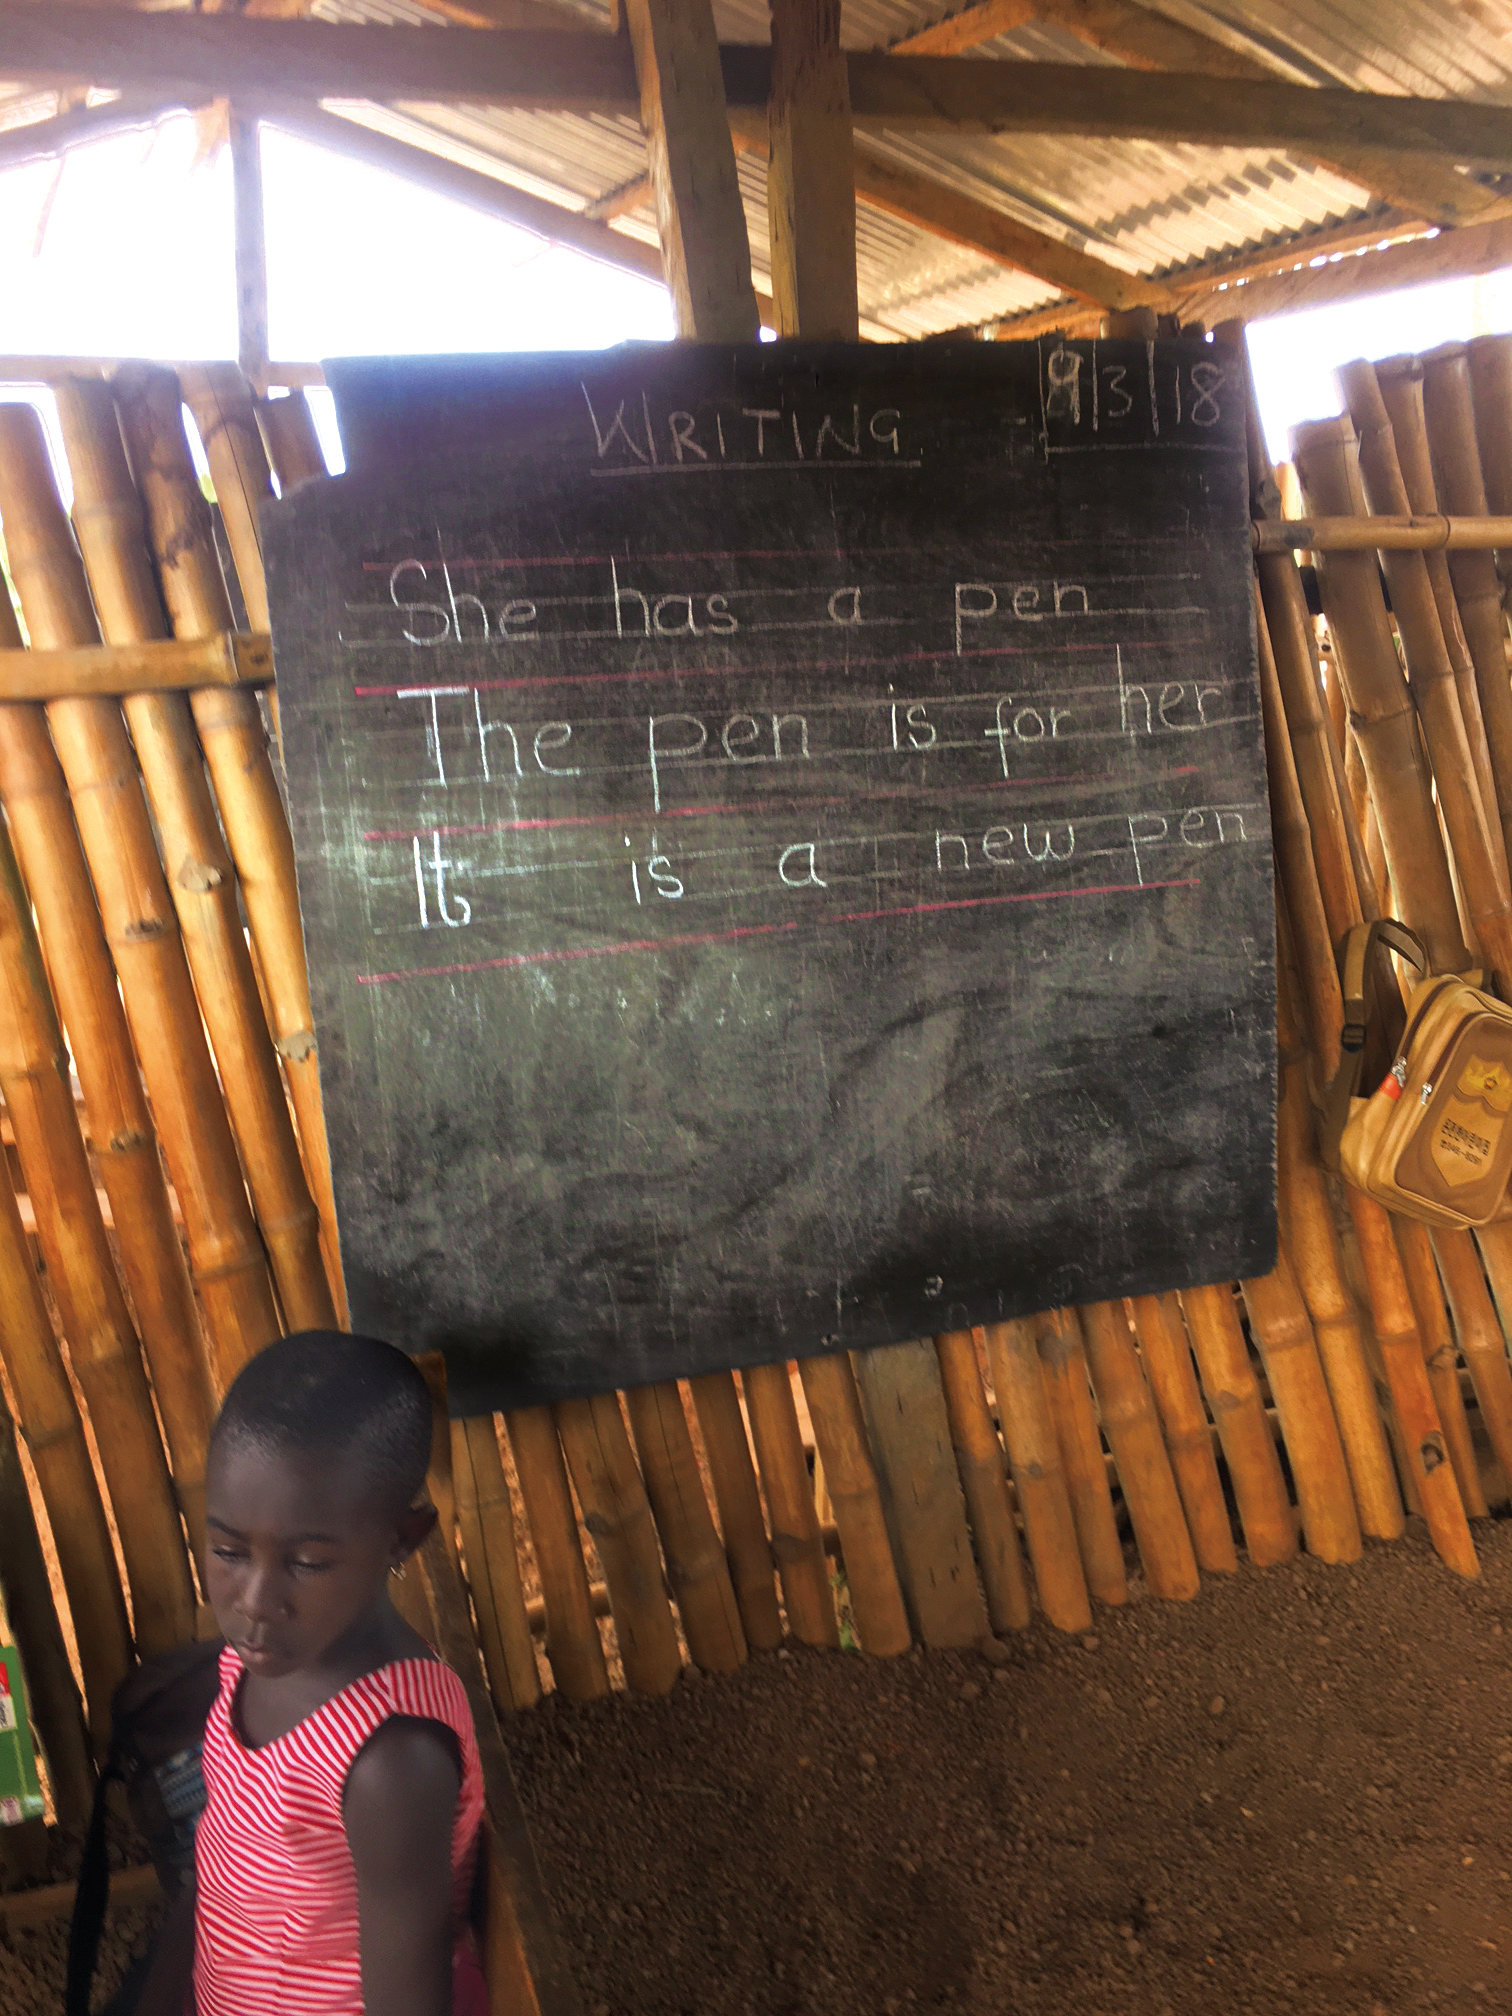 WRITING
9/3/18
She has a pen
The pen is for her
It is a new pen